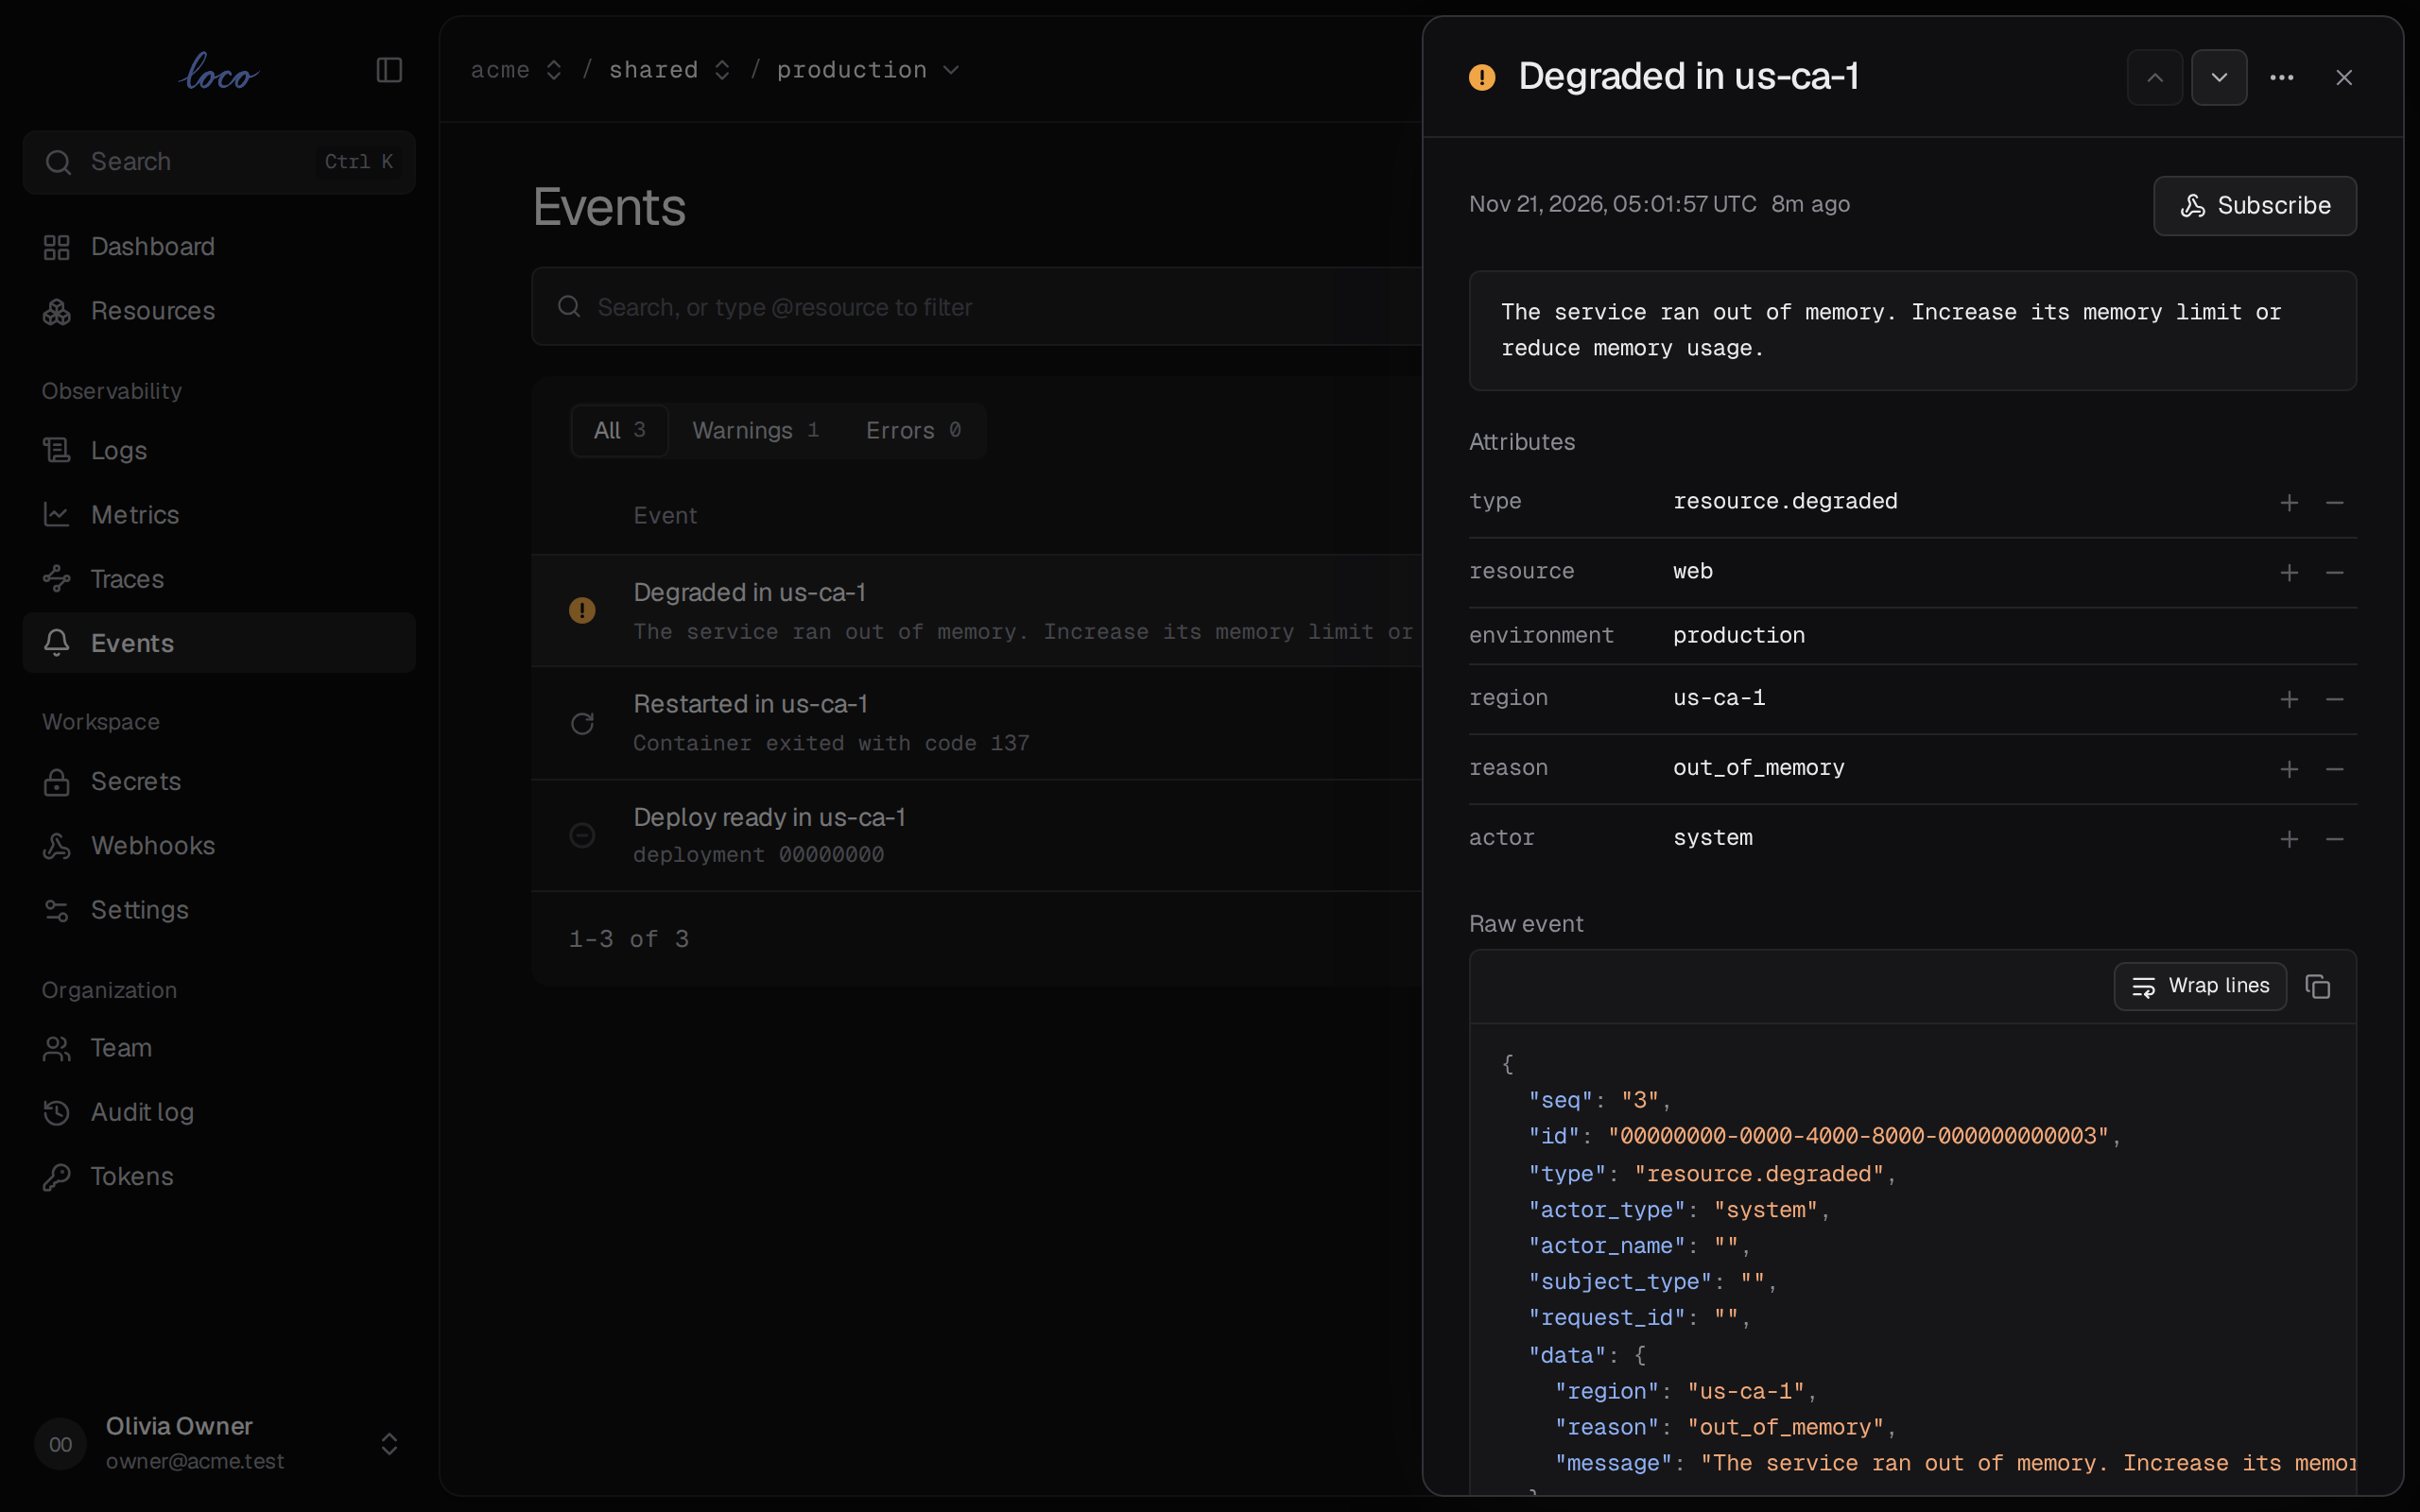 loco
Search Ctrl K
Dashboard
Resources
Observability
Logs
Metrics
Traces
Events
Workspace
Secrets
Webhooks
Settings
Organization
Team
Audit log
Tokens
OO
Olivia Owner
owner@acme.test
acme / shared / production
Events
Search, or type @resource to filter
All 3 Warnings 1 Errors 0
Event
Degraded in us-ca-1
The service ran out of memory. Increase its memory limit or
Restarted in us-ca-1
Container exited with code 137
Deploy ready in us-ca-1
deployment 00000000
1-3 of 3
Degraded in us-ca-1
Nov 21, 2026, 05:01:57 UTC 8m ago
Subscribe
The service ran out of memory. Increase its memory limit or
reduce memory usage.
Attributes
type resource.degraded
resource web
environment production
region us-ca-1
reason out_of_memory
actor system
Raw event
Wrap lines
{
"seq": "3",
"id": "00000000-0000-4000-8000-000000000003",
"type": "resource.degraded",
"actor_type": "system",
"actor_name": "",
"subject_type": "",
"request_id": "",
"data": {
"region": "us-ca-1",
"reason": "out_of_memory",
"message": "The service ran out of memory. Increase its memor
}